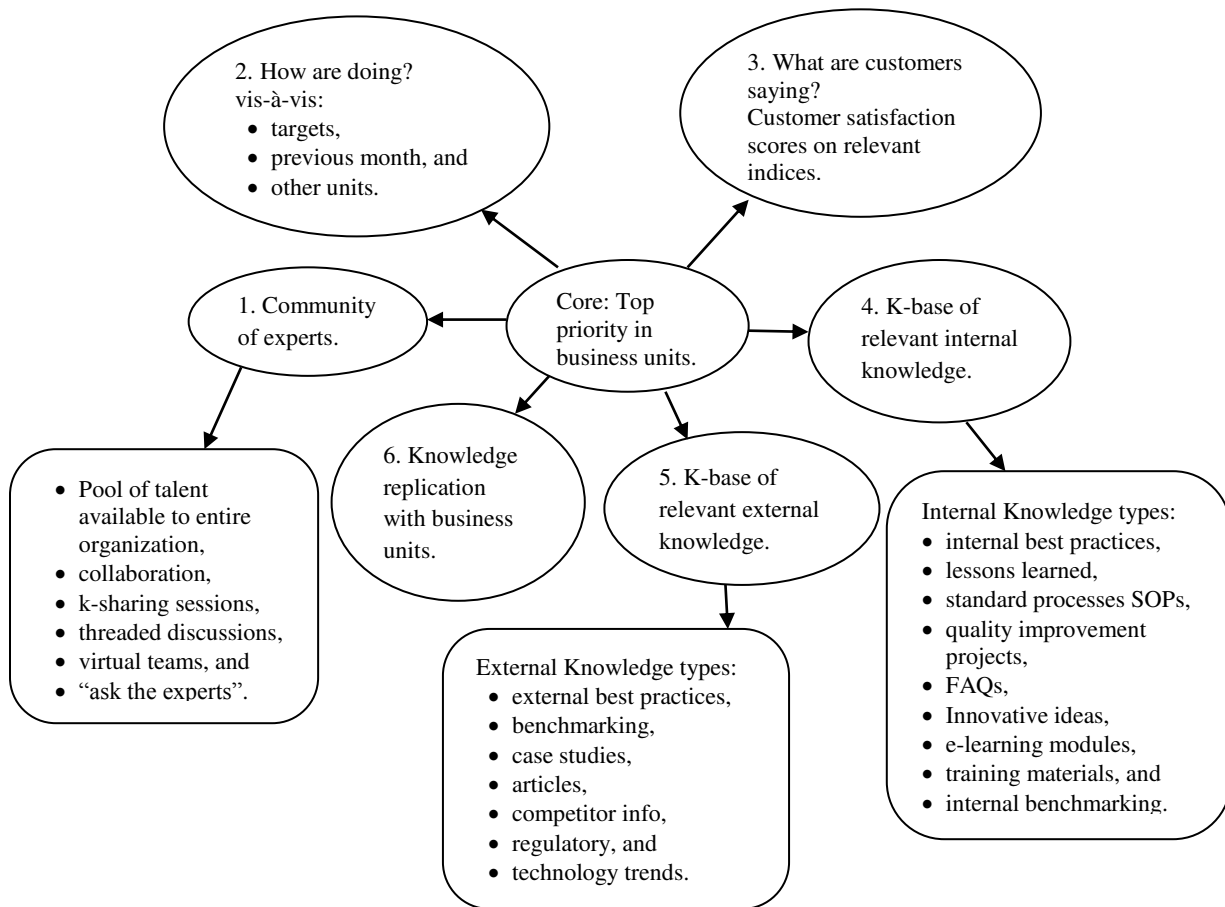 2. How are doing?
vis-à-vis:
• targets,
• previous month, and
• other units.
3. What are customers
saying?
Customer satisfaction
scores on relevant
indices.
1. Community
of experts.
Core: Top
priority in
business units.
4. K-base of
relevant internal
knowledge.
6. Knowledge
replication
with business
units.
5. K-base of
relevant external
knowledge.
• Pool of talent
available to entire
organization,
• collaboration,
• k-sharing sessions,
• threaded discussions,
• virtual teams, and
• “ask the experts”.
External Knowledge types:
• external best practices,
• benchmarking,
• case studies,
• articles,
• competitor info,
• regulatory, and
• technology trends.
Internal Knowledge types:
• internal best practices,
• lessons learned,
• standard processes SOPs,
• quality improvement
projects,
• FAQs,
• Innovative ideas,
• e-learning modules,
• training materials, and
• internal benchmarking.